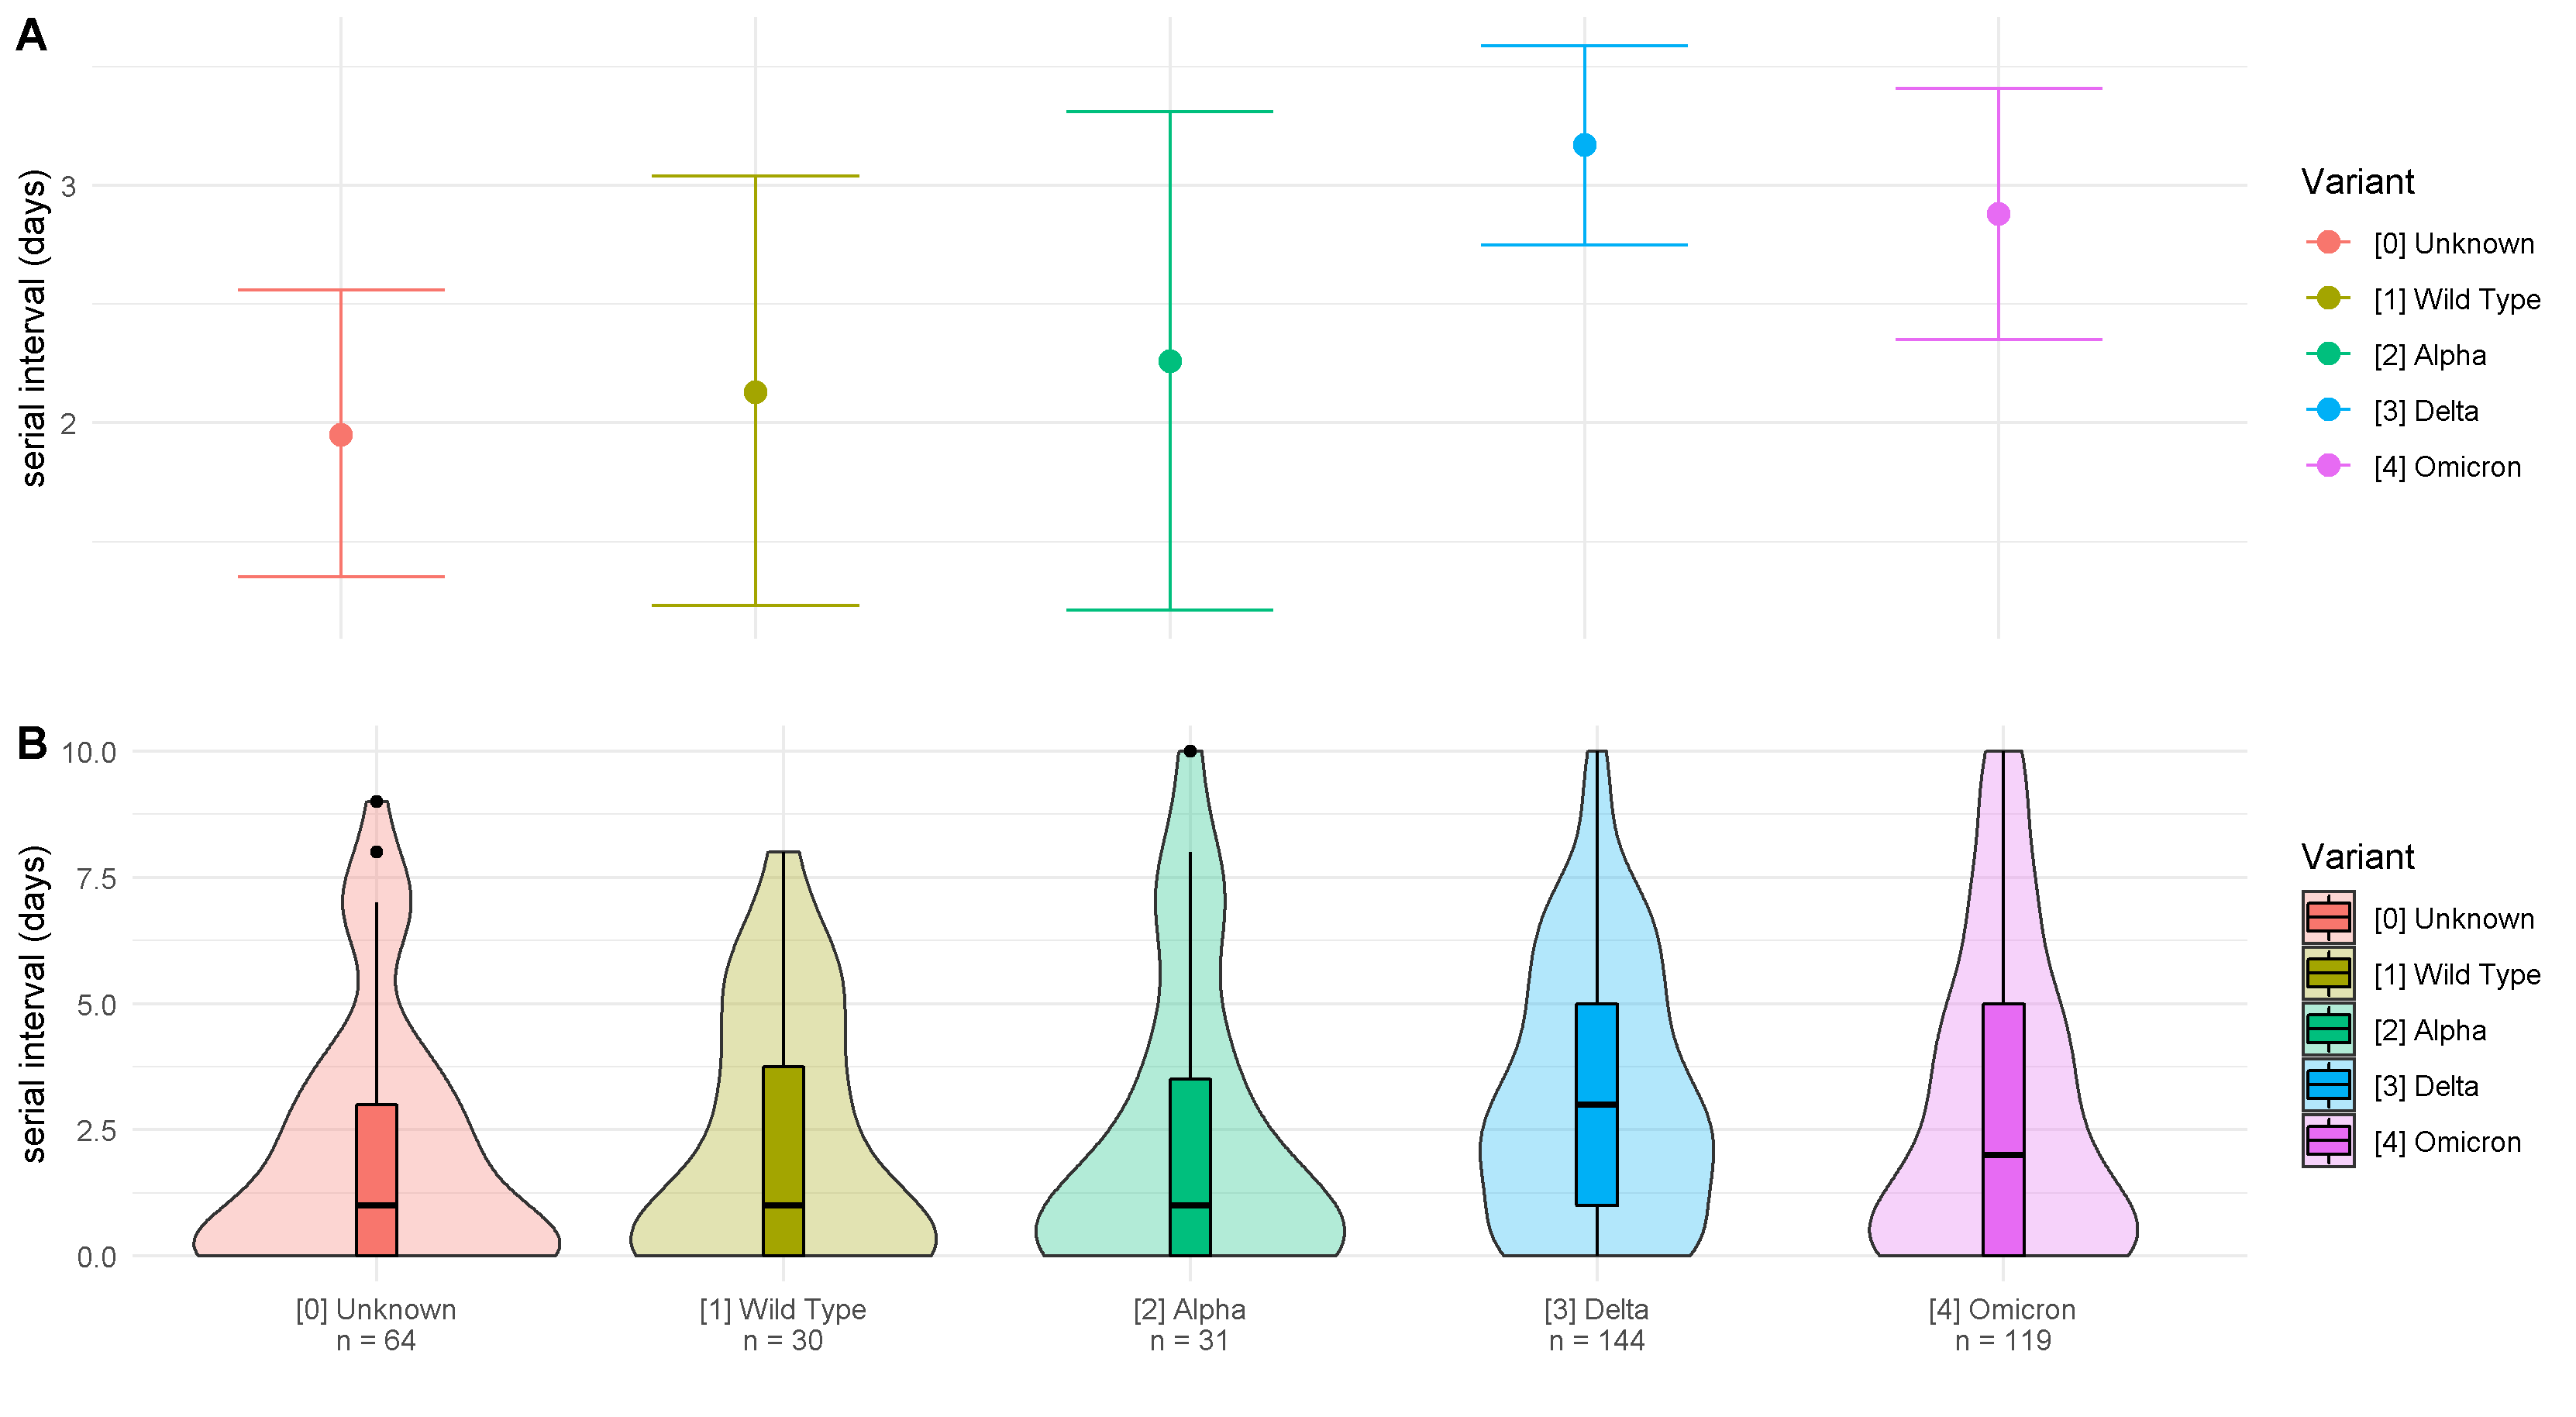 A
serial interval (days)
3
2
Variant
[0] Unknown
[1] Wild Type
[2] Alpha
[3] Delta
[4] Omicron
B
serial interval (days)
10.0
7.5
5.0
2.5
0.0
[0] Unknown
n = 64
[1] Wild Type
n = 30
[2] Alpha
n = 31
[3] Delta
n = 144
[4] Omicron
n = 119
Variant
[0] Unknown
[1] Wild Type
[2] Alpha
[3] Delta
[4] Omicron